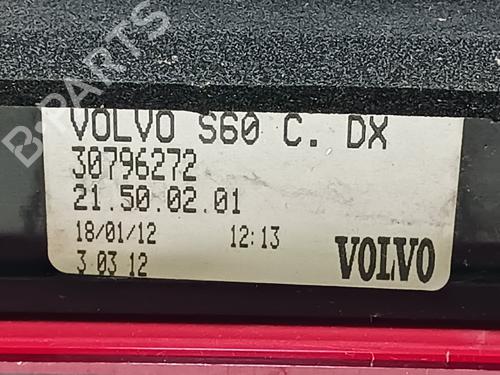 VOLVO S60 C. DX
30796272
21.50.02.01
18/01/12 12:13
3 03 12 VOLVO
B-PARTS